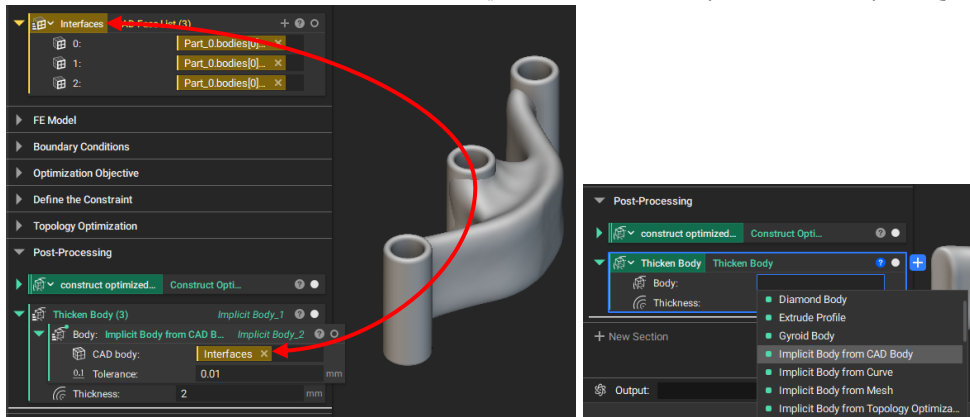 Interfaces CAD Face List (3)
0: Part_0.bodies[0]...
1: Part_0.bodies[0]...
2: Part_0.bodies[0]...
FE Model
Boundary Conditions
Optimization Objective
Define the Constraint
Topology Optimization
Post-Processing
construct optimized... Construct Opti...
Thicken Body (3) Implicit Body_1
Body: Implicit Body from CAD B... Implicit Body_2
CAD body: Interfaces
0.1 Tolerance: 0.01 mm
Thickness: 2 mm
Post-Processing
construct optimized... Construct Opti...
Thicken Body Thicken Body
Body:
Thickness:
Diamond Body
Extrude Profile
Gyroid Body
Implicit Body from CAD Body
Implicit Body from Curve
Implicit Body from Mesh
Implicit Body from Topology Optimiza...
+ New Section
Output: